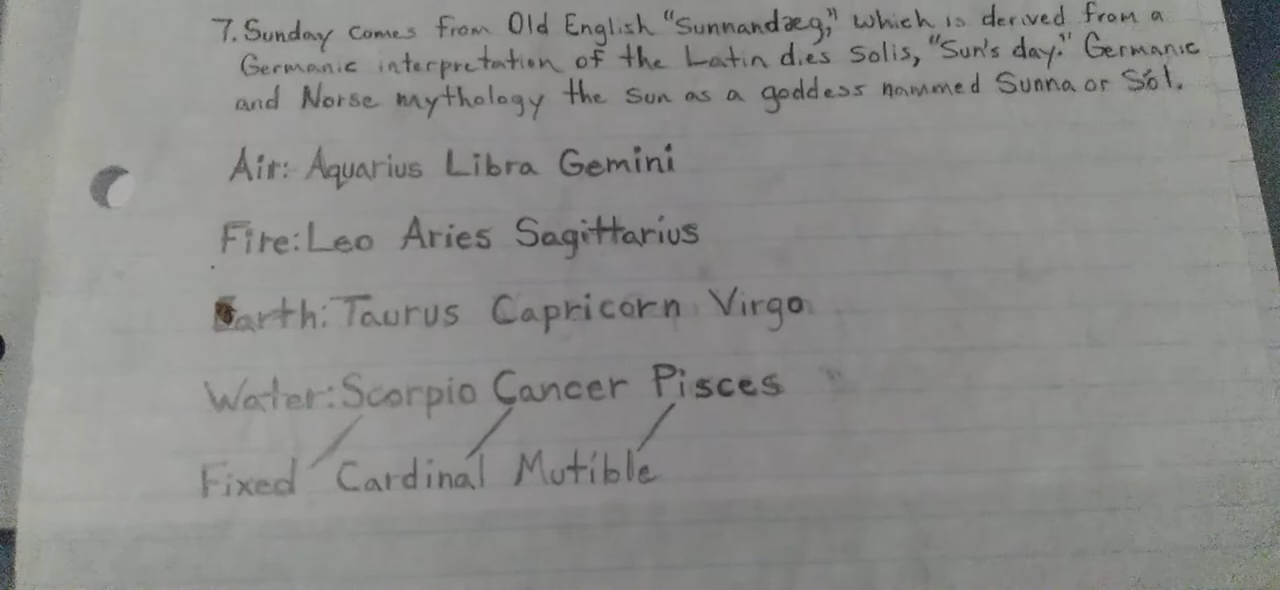 7. Sunday comes from Old English "Sunnandæg," which is derived from a
Germanic interpretation of the Latin dies Solis, "Sun's day." Germanic
and Norse mythology the sun as a goddess nammed Sunna or Sól.
Air: Aquarius Libra Gemini
Fire: Leo Aries Sagittarius
Earth: Taurus Capricorn Virgo
Water: Scorpio Cancer Pisces
Fixed Cardinal Mutible